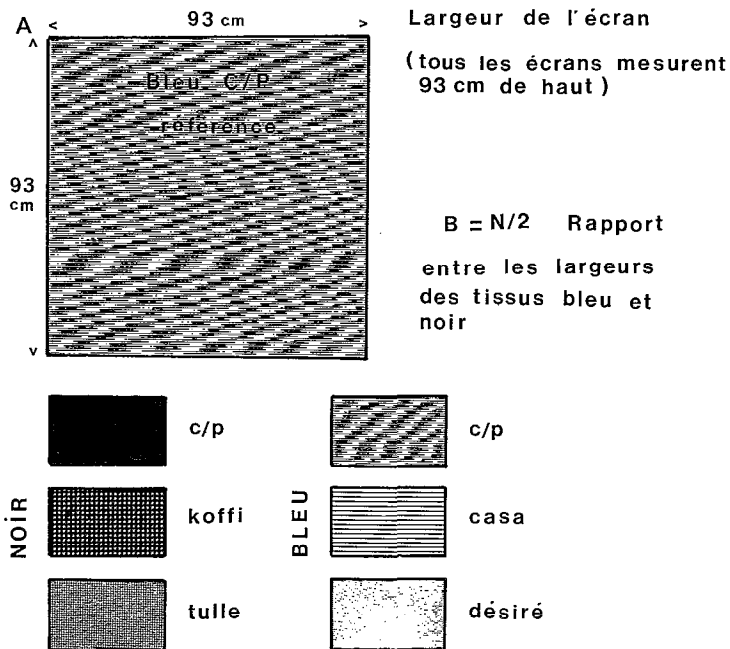 A
< 93 cm >
Largeur de l'écran
(tous les écrans mesurent
93 cm de haut)
Bleu C/P
référence
93
cm
B = N/2 Rapport
entre les largeurs
des tissus bleu et
noir
NOİR
c/p
koffi
tulle
BLEU
c/p
casa
désiré